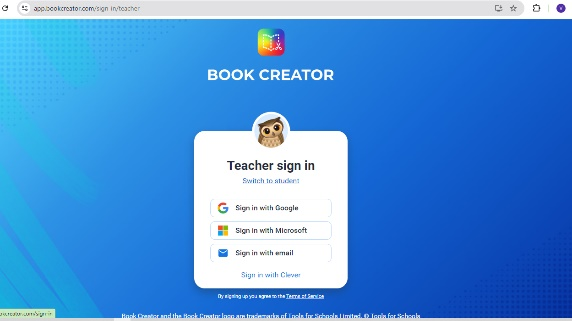 app.bookcreator.com/sign-in/teacher
BOOK CREATOR
Teacher sign in
Switch to student
Sign in with Google
Sign in with Microsoft
Sign in with email
Sign in with Clever
By signing up you agree to the Terms of Service
okcreator.com/sign-in
Book Creator and the Book Creator logo are trademarks of Tools for Schools Limited. © Tools for Schools